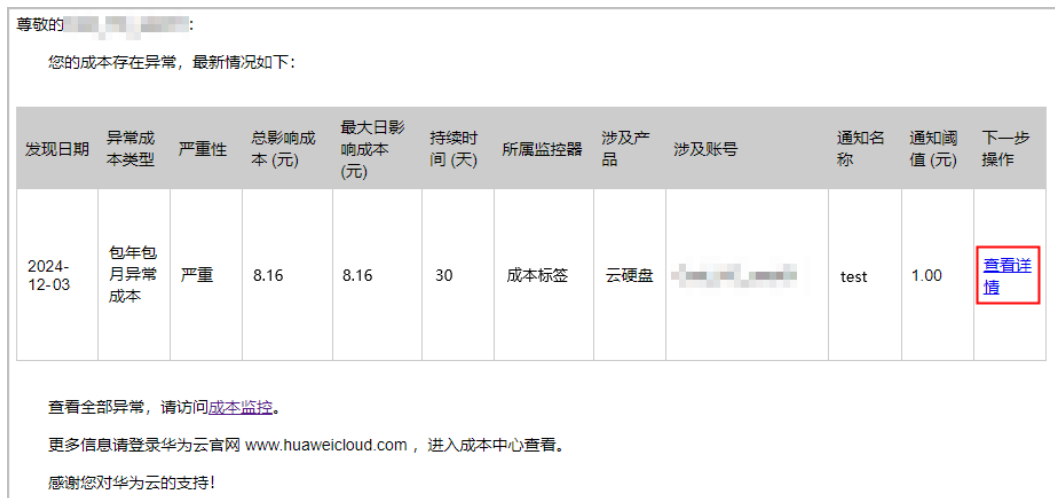 尊敬的 :
您的成本存在异常，最新情况如下：
发现日期 异常成本类型 严重性 总影响成本 (元) 最大日影响成本 (元) 持续时间 (天) 所属监控器 涉及产品 涉及账号 通知名称 通知阈值 (元) 下一步操作
2024-12-03 包年包月异常成本 严重 8.16 8.16 30 成本标签 云硬盘 test 1.00 查看详情
查看全部异常，请访问成本监控。
更多信息请登录华为云官网 www.huaweicloud.com ，进入成本中心查看。
感谢您对华为云的支持！